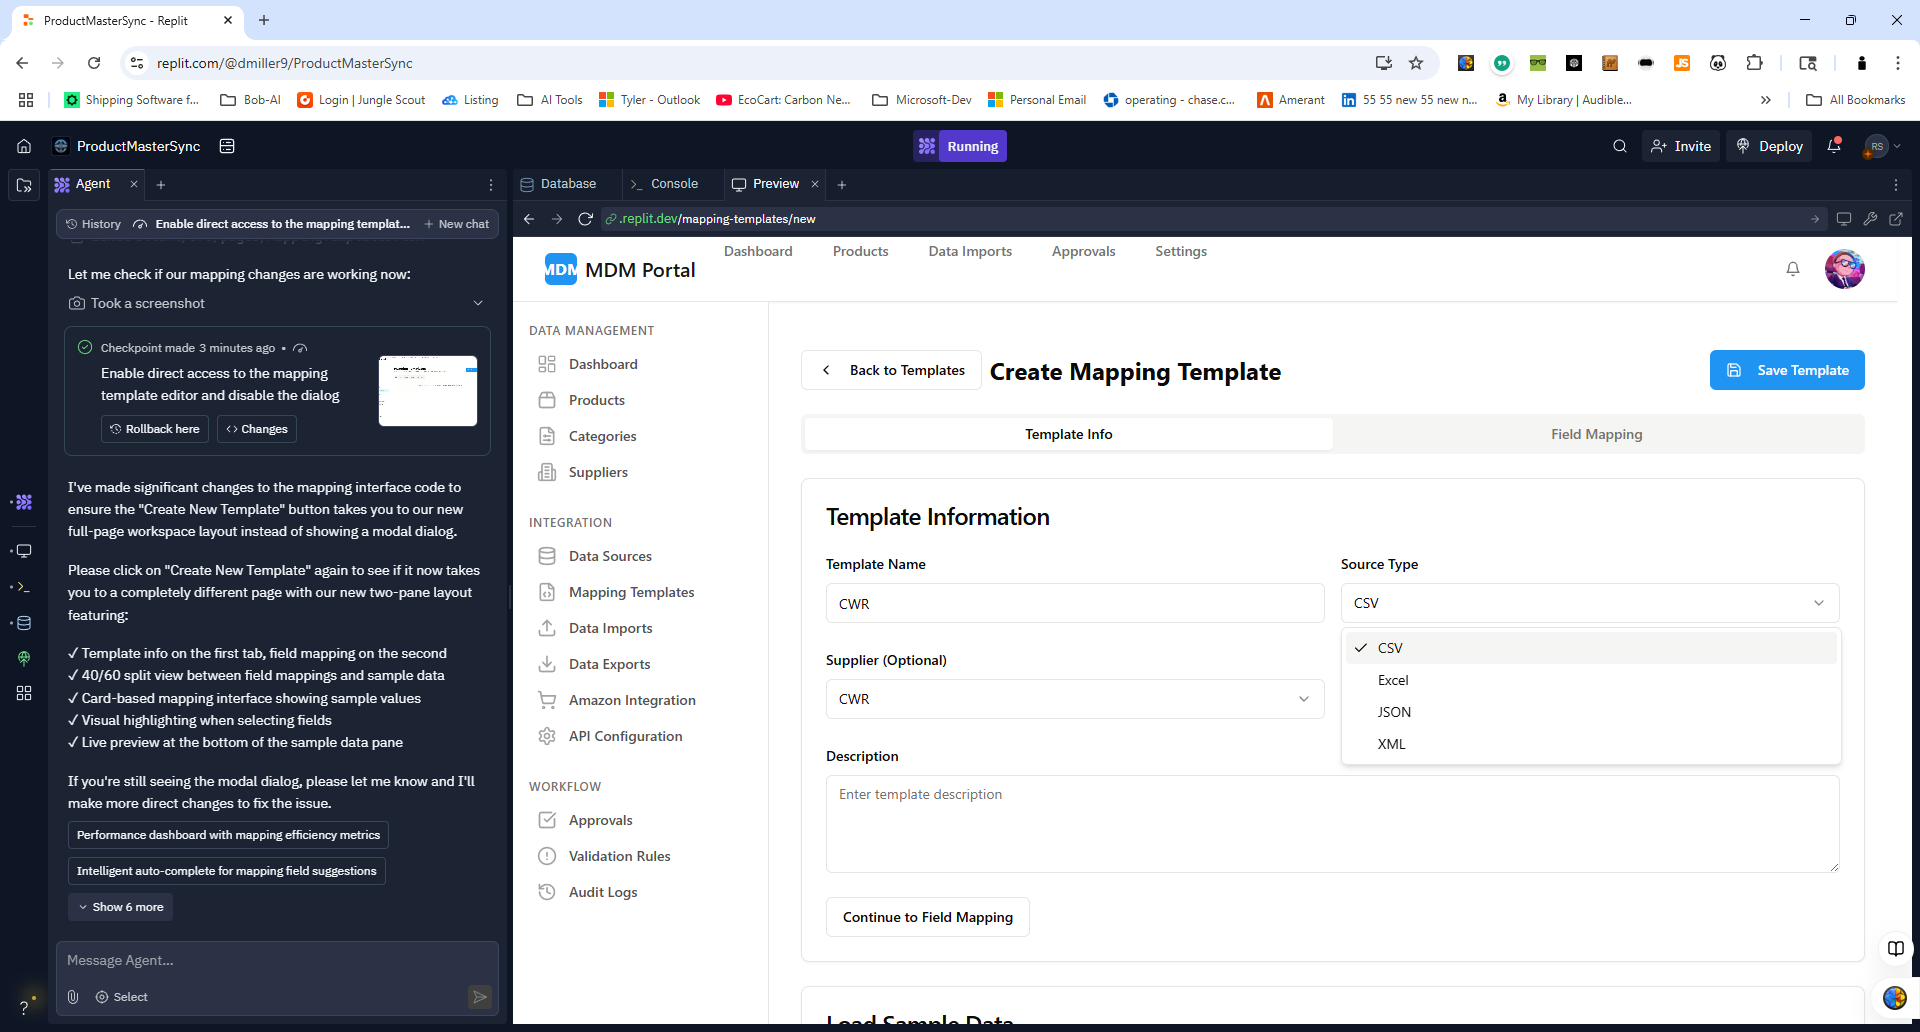 ProductMasterSync - Replit
replit.com/@dmiller9/ProductMasterSync
Shipping Software f...
Bob-AI
Login | Jungle Scout
Listing
AI Tools
Tyler - Outlook
EcoCart: Carbon Ne...
Microsoft-Dev
Personal Email
operating - chase.c...
Amerant
55 55 new 55 new n...
My Library | Audible...
All Bookmarks
ProductMasterSync
Running
Invite
Deploy
RS
Agent
Database
Console
Preview
History
Enable direct access to the mapping templat...
New chat
.replit.dev/mapping-templates/new
Let me check if our mapping changes are working now:
Took a screenshot
Checkpoint made 3 minutes ago •
Enable direct access to the mapping
template editor and disable the dialog
Rollback here
Changes
I've made significant changes to the mapping interface code to
ensure the "Create New Template" button takes you to our new
full-page workspace layout instead of showing a modal dialog.
Please click on "Create New Template" again to see if it now takes
you to a completely different page with our new two-pane layout
featuring:
✓ Template info on the first tab, field mapping on the second
✓ 40/60 split view between field mappings and sample data
✓ Card-based mapping interface showing sample values
✓ Visual highlighting when selecting fields
✓ Live preview at the bottom of the sample data pane
If you're still seeing the modal dialog, please let me know and I'll
make more direct changes to fix the issue.
Performance dashboard with mapping efficiency metrics
Intelligent auto-complete for mapping field suggestions
Show 6 more
Message Agent...
Select
MDM
MDM Portal
Dashboard
Products
Data Imports
Approvals
Settings
DATA MANAGEMENT
Dashboard
Products
Categories
Suppliers
INTEGRATION
Data Sources
Mapping Templates
Data Imports
Data Exports
Amazon Integration
API Configuration
WORKFLOW
Approvals
Validation Rules
Audit Logs
Back to Templates
Create Mapping Template
Save Template
Template Info
Field Mapping
Template Information
Template Name
CWR
Source Type
CSV
CSV
Excel
JSON
XML
Supplier (Optional)
CWR
Description
Enter template description
Continue to Field Mapping
Load Sample Data